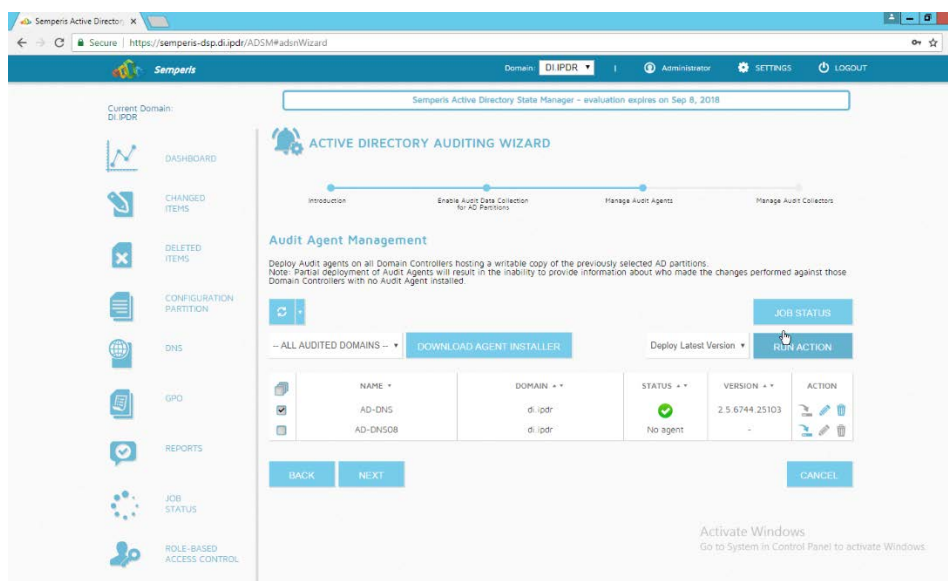 Semperis Active Director
Secure | https://semperis-dsp.di.ipdr/ADSM#adsnWizard
Semperis
Domain: DI.IPDR
Administrator
SETTINGS
LOGOUT
Current Domain:
DI.IPDR
Semperis Active Directory State Manager - evaluation expires on Sep 8, 2018
DASHBOARD
CHANGED
ITEMS
DELETED
ITEMS
CONFIGURATION
PARTITION
DNS
GPO
REPORTS
JOB
STATUS
ROLE-BASED
ACCESS CONTROL
ACTIVE DIRECTORY AUDITING WIZARD
Introduction
Enable Audit Data Collection
for AD Partitions
Manage Audit Agents
Manage Audit Collectors
Audit Agent Management
Deploy Audit agents on all Domain Controllers hosting a writable copy of the previously selected AD partitions.
Note: Partial deployment of Audit Agents will result in the inability to provide information about who made the changes performed against those
Domain Controllers with no Audit Agent installed.
JOB STATUS
-- ALL AUDITED DOMAINS --
DOWNLOAD AGENT INSTALLER
Deploy Latest Version
RUN ACTION
NAME DOMAIN STATUS VERSION ACTION
AD-DNS di.ipdr 2.5.6744.25103
AD-DNS08 di.ipdr No agent -
BACK
NEXT
CANCEL
Activate Windows
Go to System in Control Panel to activate Windows.